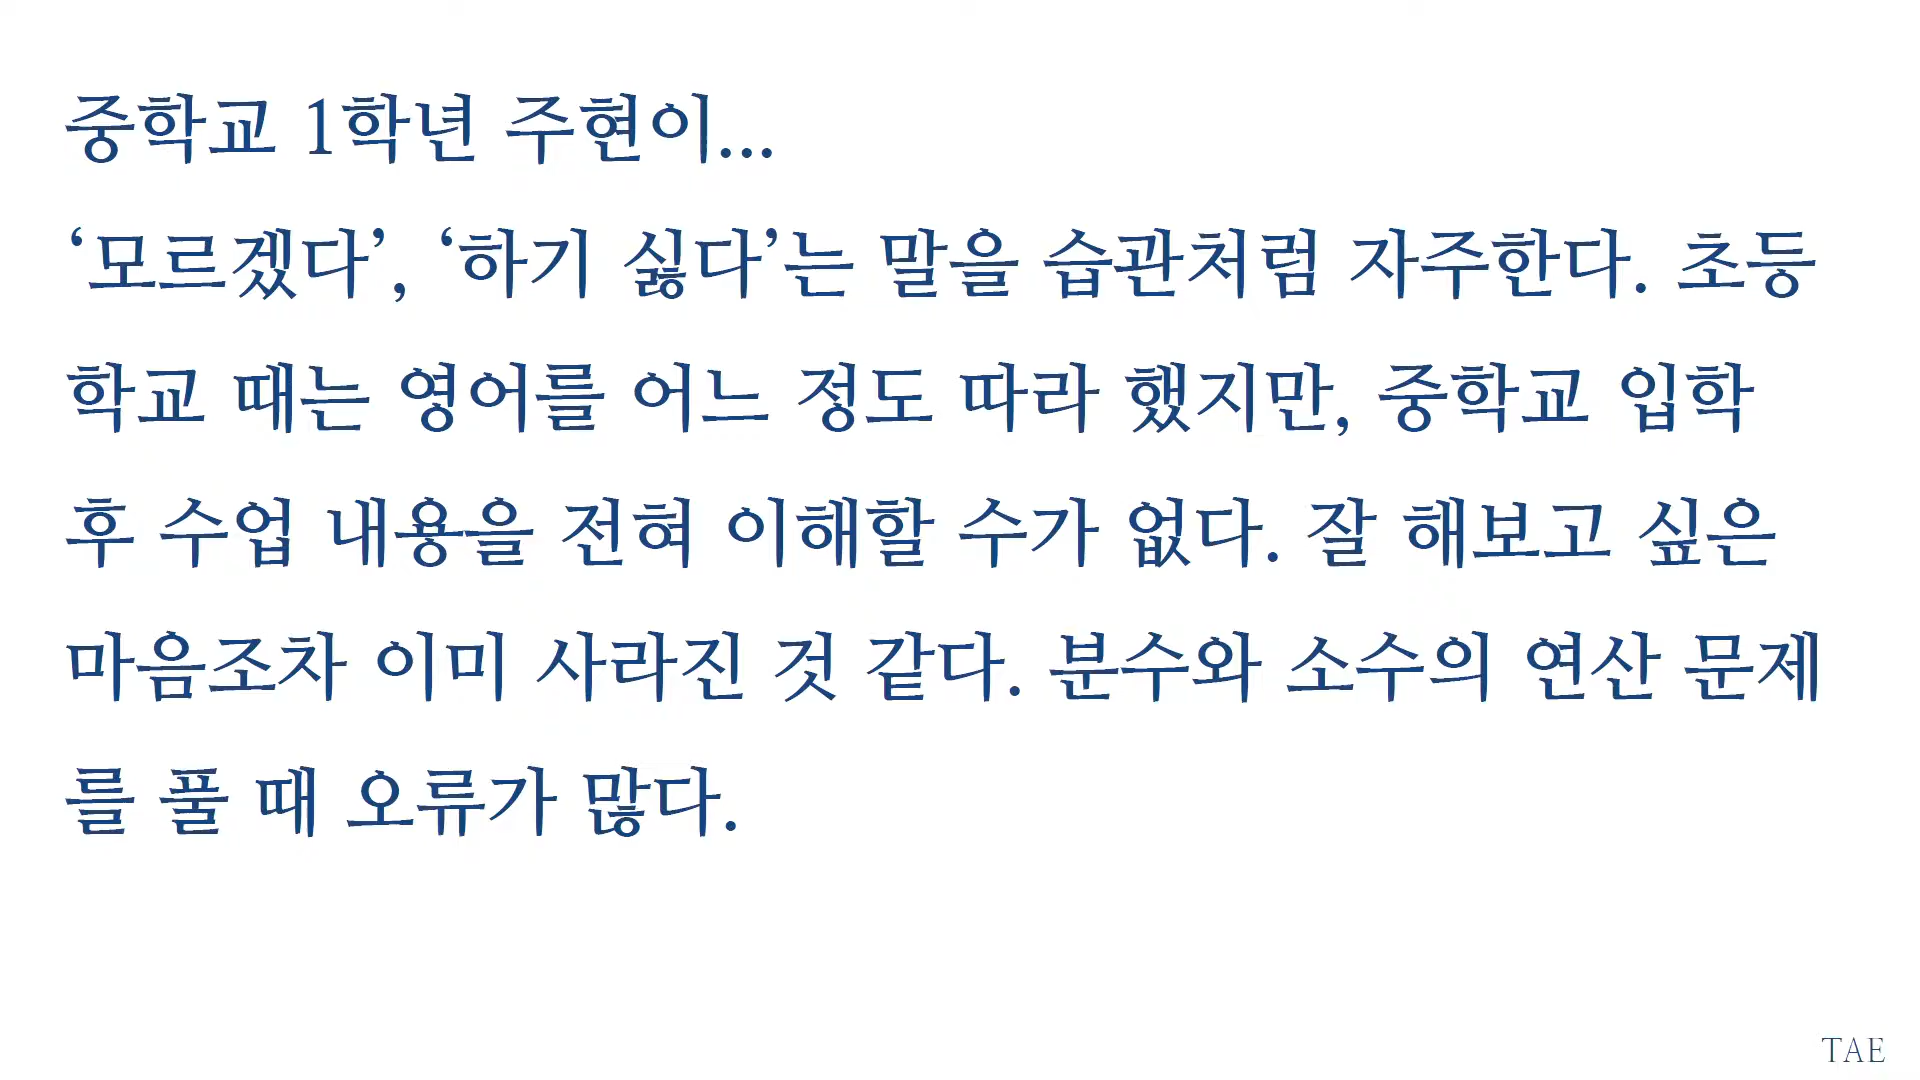 중학교 1학년 주현이...
‘모르겠다’, ‘하기 싫다’는 말을 습관처럼 자주한다. 초등
학교 때는 영어를 어느 정도 따라 했지만, 중학교 입학
후 수업 내용을 전혀 이해할 수가 없다. 잘 해보고 싶은
마음조차 이미 사라진 것 같다. 분수와 소수의 연산 문제
를 풀 때 오류가 많다.
TAE